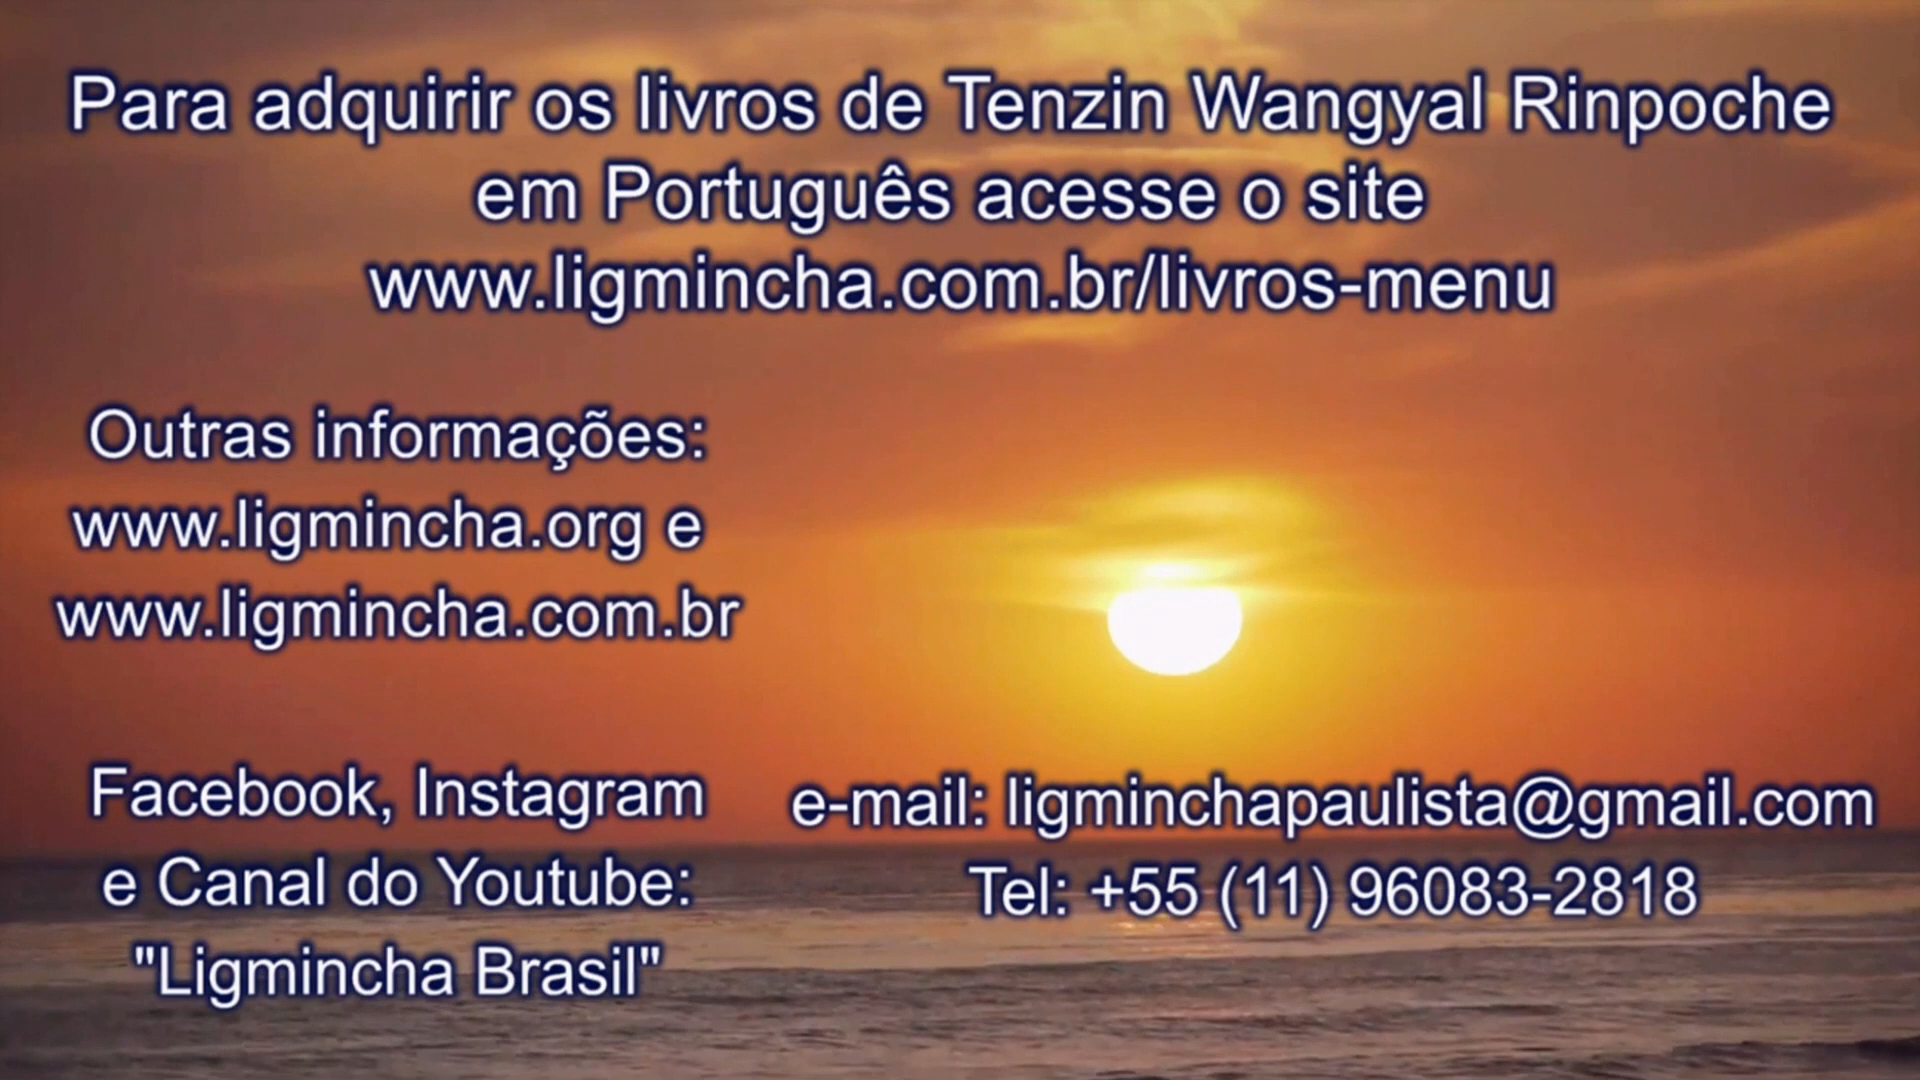 Para adquirir os livros de Tenzin Wangyal Rinpoche
em Português acesse o site
www.ligmincha.com.br/livros-menu
Outras informações:
www.ligmincha.org e
www.ligmincha.com.br
Facebook, Instagram
e Canal do Youtube:
"Ligmincha Brasil"
e-mail: ligminchapaulista@gmail.com
Tel: +55 (11) 96083-2818